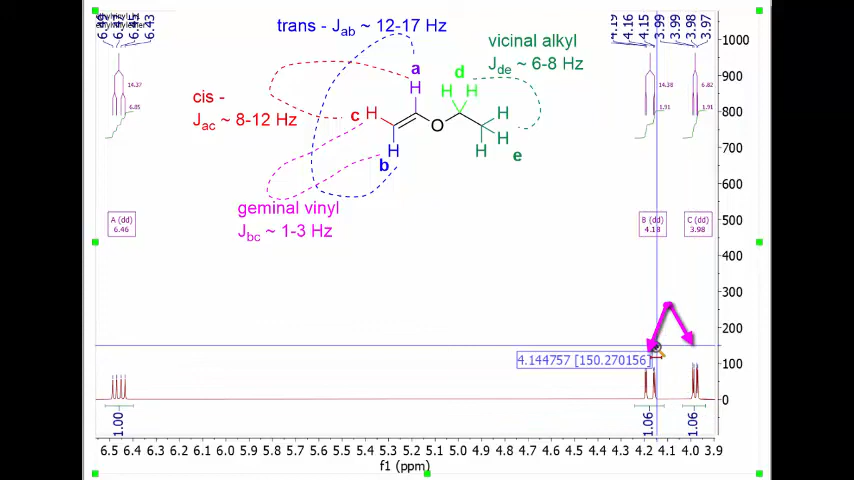 6.43
4.19
4.16
4.15
3.99
3.99
3.98
3.97
trans - Jab ~ 12-17 Hz
vicinal alkyl
Jde ~ 6-8 Hz
a
d
H
H H
cis -
Jac ~ 8-12 Hz
c H
O
H
H
H
H
b
e
geminal vinyl
Jbc ~ 1-3 Hz
14.37
6.85
14.38
1.91
6.82
1.91
A (dd)
6.46
B (dd)
4.18
C (dd)
3.98
1000
900
800
700
600
500
400
300
200
100
0
4.144757 [150.270156]
1.00
1.06
1.06
6.5 6.4 6.3 6.2 6.1 6.0 5.9 5.8 5.7 5.6 5.5 5.4 5.3 5.2 5.1 5.0 4.9 4.8 4.7 4.6 4.5 4.4 4.3 4.2 4.1 4.0 3.9
f1 (ppm)